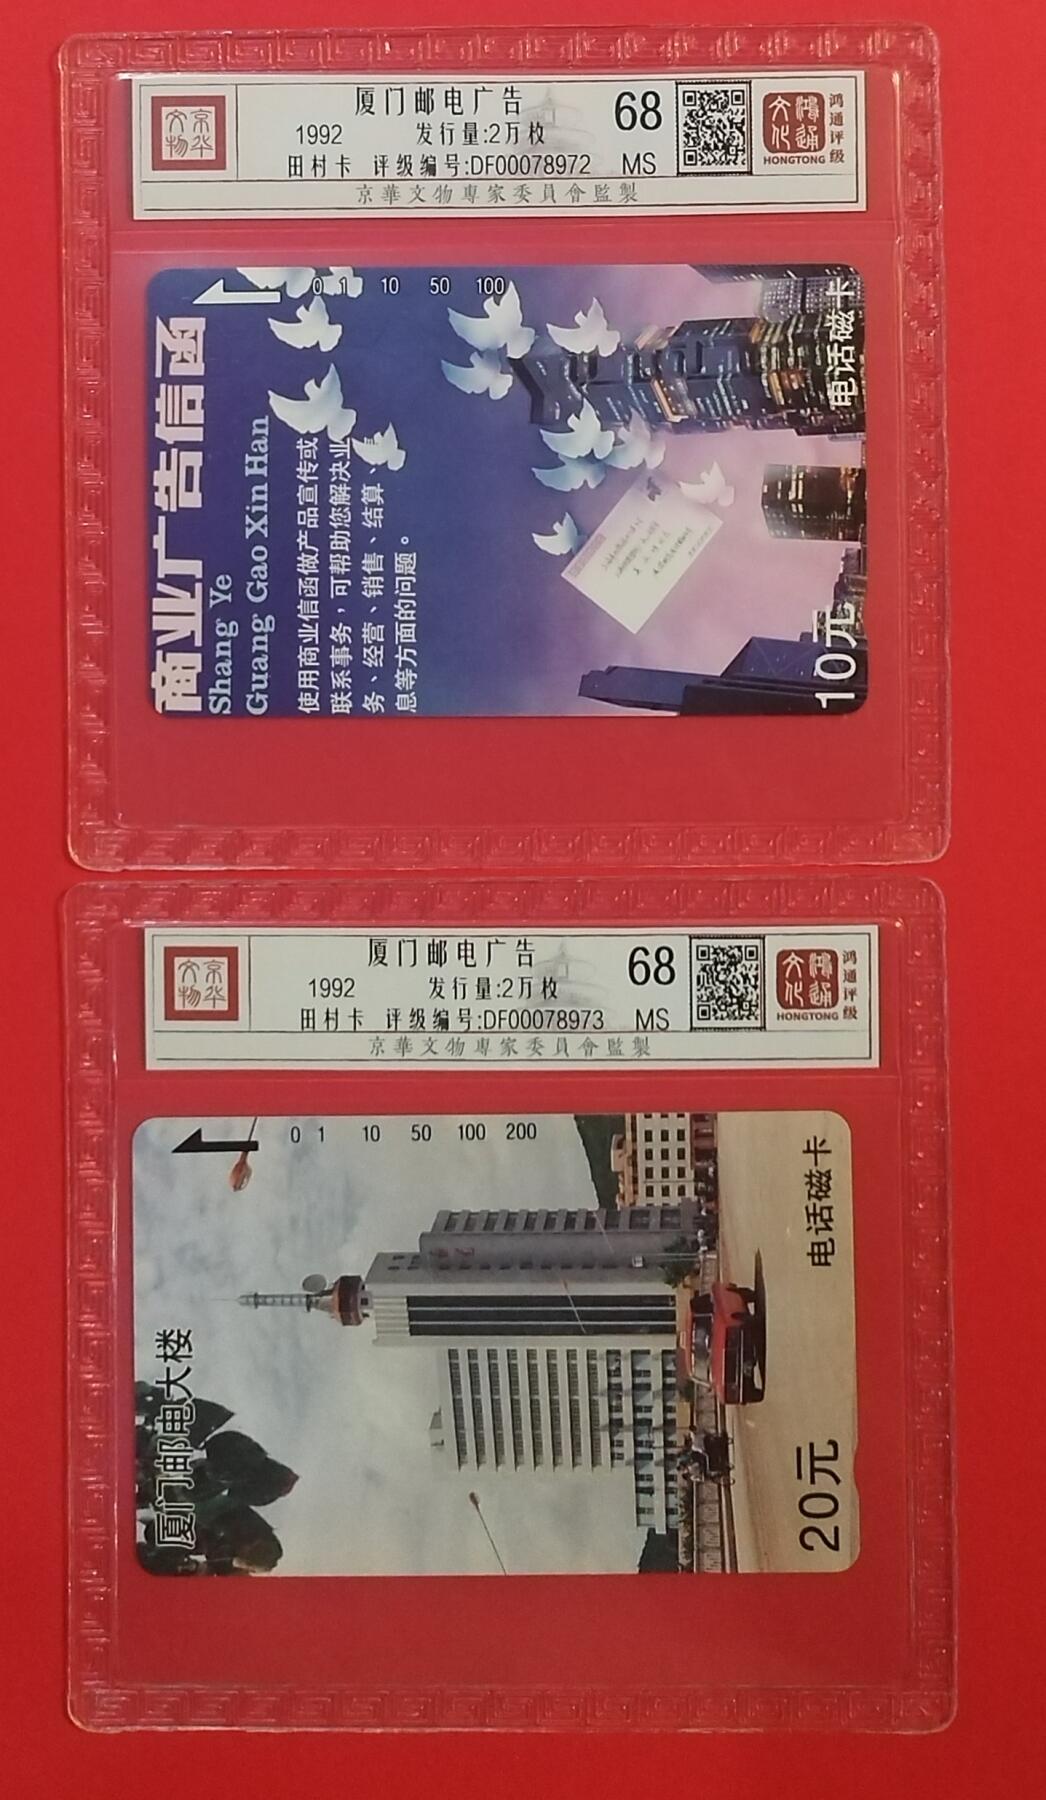 京华
文物
厦门邮电广告
1992 发行量:2万枚
田村卡 评级编号:DF00078972
68
MS
鸿通
文化
HONGTONG
鸿通评级
京華文物專家委員會監製
商业广告信函
Shang Ye
Guang Gao Xin Han
使用商业信函做产品宣传或
联系事务，可帮助您解决业
务、经营、销售、结算、
息等方面的问题。
0 1 10 50 100
10元
电话磁卡
京华
文物
厦门邮电广告
1992 发行量:2万枚
田村卡 评级编号:DF00078973
68
MS
鸿通
文化
HONGTONG
鸿通评级
京華文物專家委員會監製
厦门邮电大楼
0 1 10 50 100 200
20元
电话磁卡